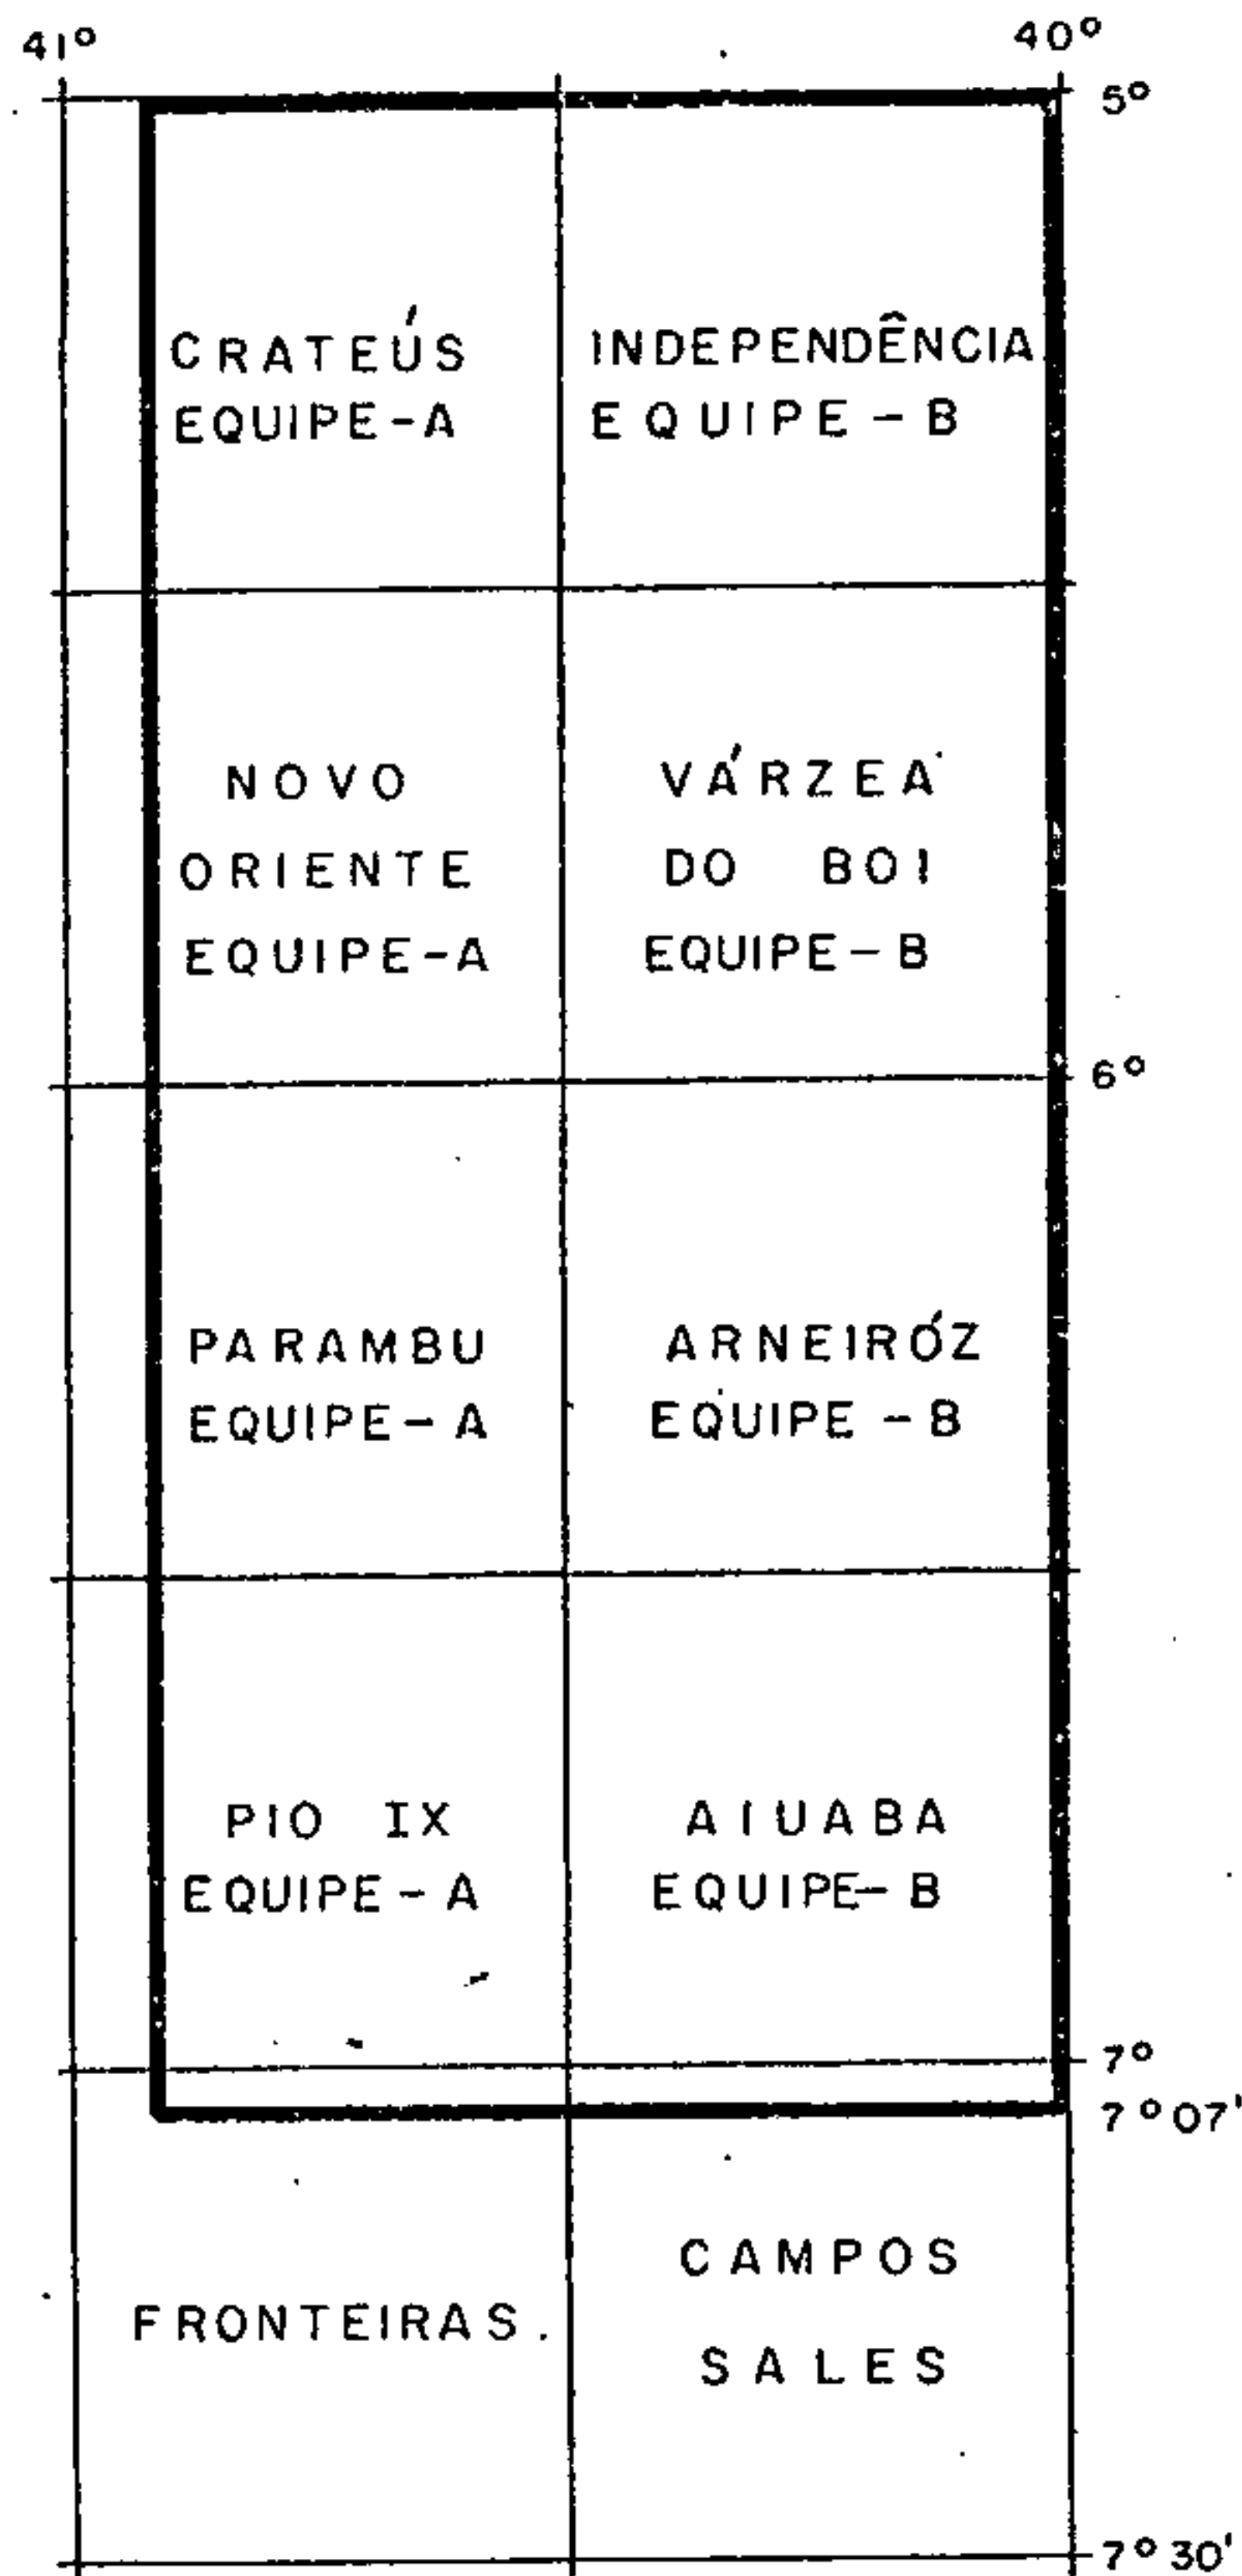 41° 40°
5°
CRATEÚS
EQUIPE-A
INDEPENDÊNCIA
EQUIPE-B
NOVO
ORIENTE
EQUIPE-A
VÁRZEA
DO BOI
EQUIPE-B
6°
PARAMBU
EQUIPE-A
ARNEIRÓZ
EQUIPE-B
PIO IX
EQUIPE-A
AIUABA
EQUIPE-B
7°
7°07'
FRONTEIRAS.
CAMPOS
SALES
7°30'